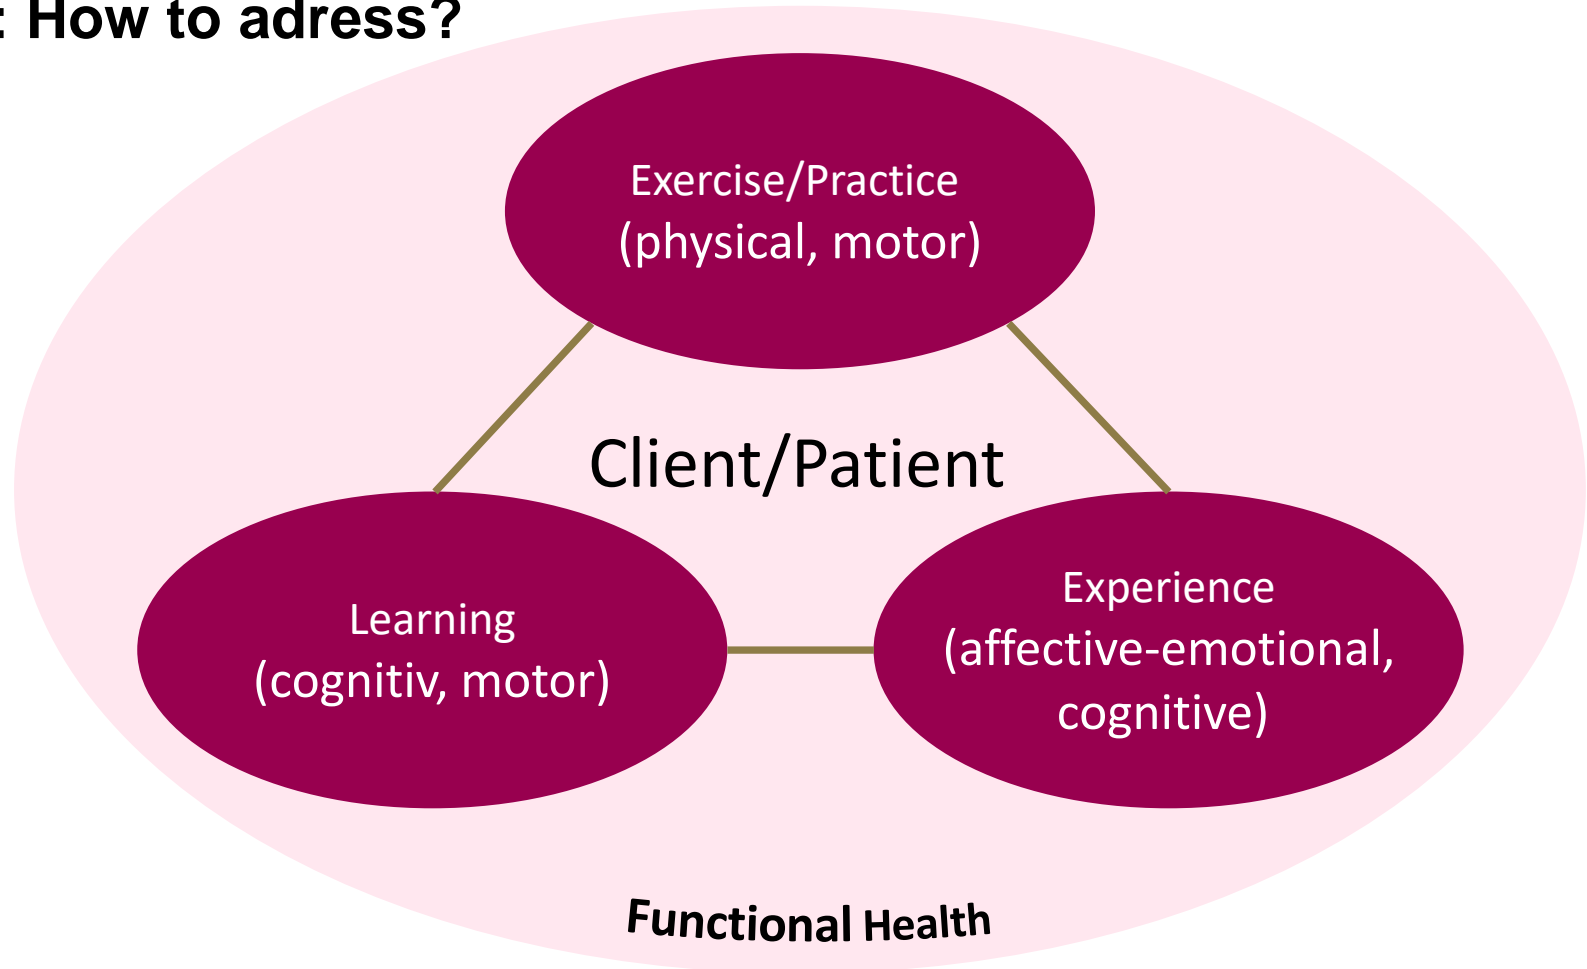 : How to adress?
Exercise/Practice
(physical, motor)
Client/Patient
Learning
(cognitiv, motor)
Experience
(affective-emotional,
cognitive)
Functional Health